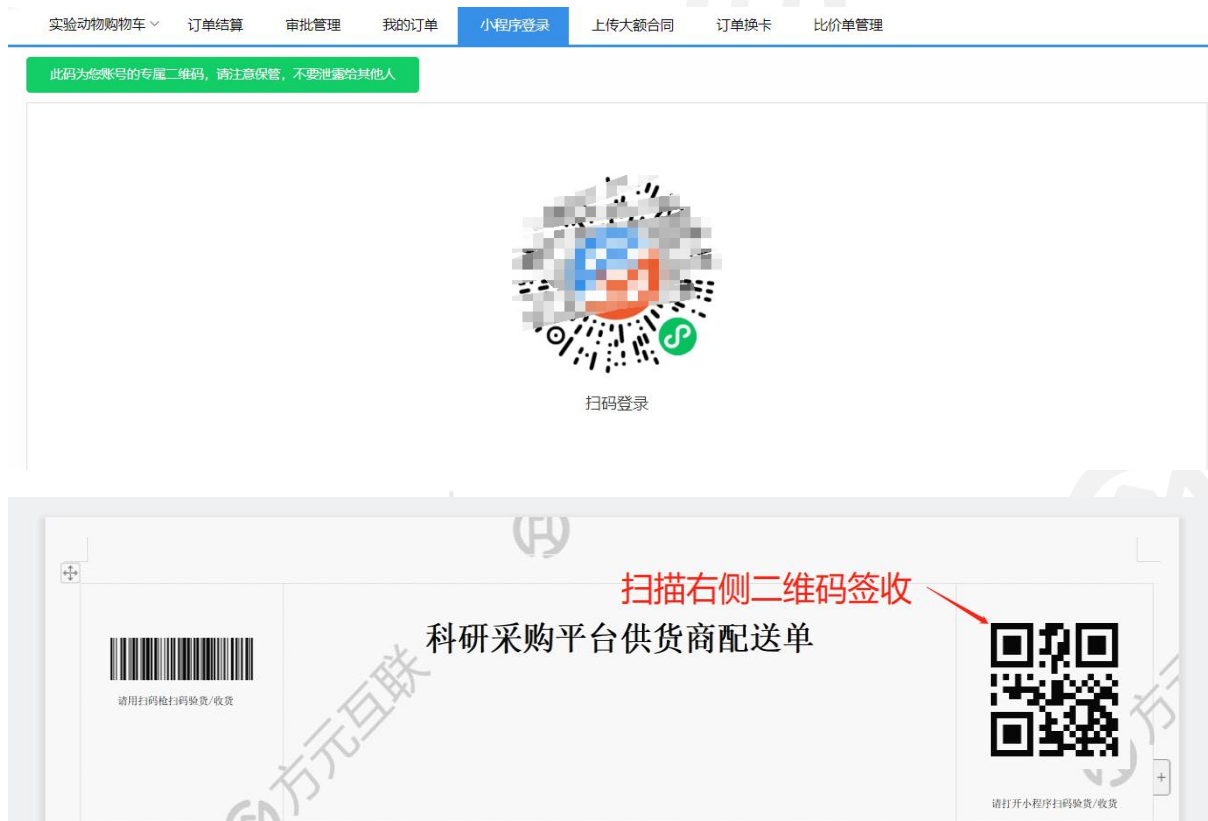 实验动物购物车 订单结算 审批管理 我的订单 小程序登录 上传大额合同 订单换卡 比价单管理
此码为您账号的专属二维码，请注意保管，不要泄露给其他人
扫码登录
扫描右侧二维码签收
科研采购平台供货商配送单
请用扫码枪扫码验货/收货
方元互联
方元
请打开小程序扫码验货/收货